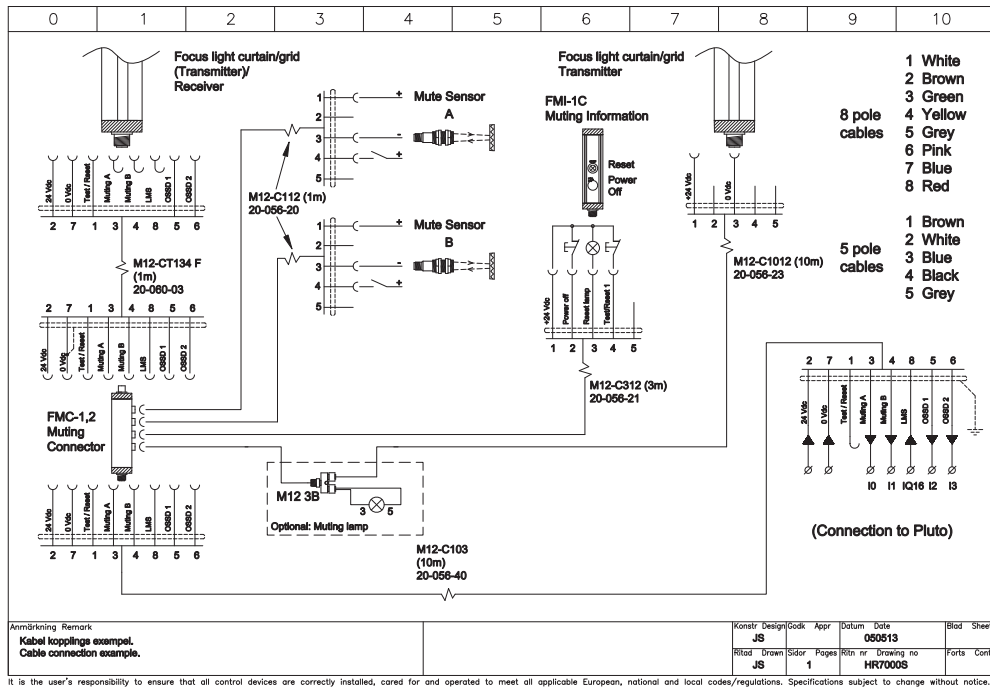 0 1 2 3 4 5 6 7 8 9 10
Focus light curtain/grid
(Transmitter)/
Receiver
24 Vdc
0 Vdc
Test / Reset
Muting A
Muting B
LMS
OSSD 1
OSSD 2
2 7 1 3 4 8 5 6
M12-CT134 F
(1m)
20-060-03
2 7 1 3 4 8 5 6
24 Vdc
0 Vdc
Test / Reset
Muting A
Muting B
LMS
OSSD 1
OSSD 2
FMC-1,2
Muting
Connector
24 Vdc
0 Vdc
Test / Reset
Muting A
Muting B
LMS
OSSD 1
OSSD 2
2 7 1 3 4 8 5 6
1
2
3
4
5
+
-
+
Mute Sensor
A
M12-C112 (1m)
20-056-20
1
2
3
4
5
+
-
+
Mute Sensor
B
M12 3B
3 5
Optional: Muting lamp
M12-C103
(10m)
20-056-40
Focus light curtain/grid
Transmitter
FMI-1C
Muting Information
Reset
Power
Off
+24 Vdc
Power off
Reset lamp
Test/Reset 1
1 2 3 4 5
M12-C312 (3m)
20-056-21
+24 Vdc
0 Vdc
1 2 3 4 5
M12-C1012 (10m)
20-056-23
8 pole
cables
1 White
2 Brown
3 Green
4 Yellow
5 Grey
6 Pink
7 Blue
8 Red
5 pole
cables
1 Brown
2 White
3 Blue
4 Black
5 Grey
2 7 1 3 4 8 5 6
24 Vdc
0 Vdc
Test / Reset
Muting A
Muting B
LMS
OSSD 1
OSSD 2
I0 I1 IQ16 I2 I3
(Connection to Pluto)
Anmärkning Remark
Kabel kopplings exempel.
Cable connection example.
Konstr Design Godk Appr Datum Date Blad Sheet
JS 050513
Ritad Drawn Sidor Pages Ritn nr Drawing no Forts Cont
JS 1 HR7000S
It is the user's responsibility to ensure that all control devices are correctly installed, cared for and operated to meet all applicable European, national and local codes/regulations. Specifications subject to change without notice.